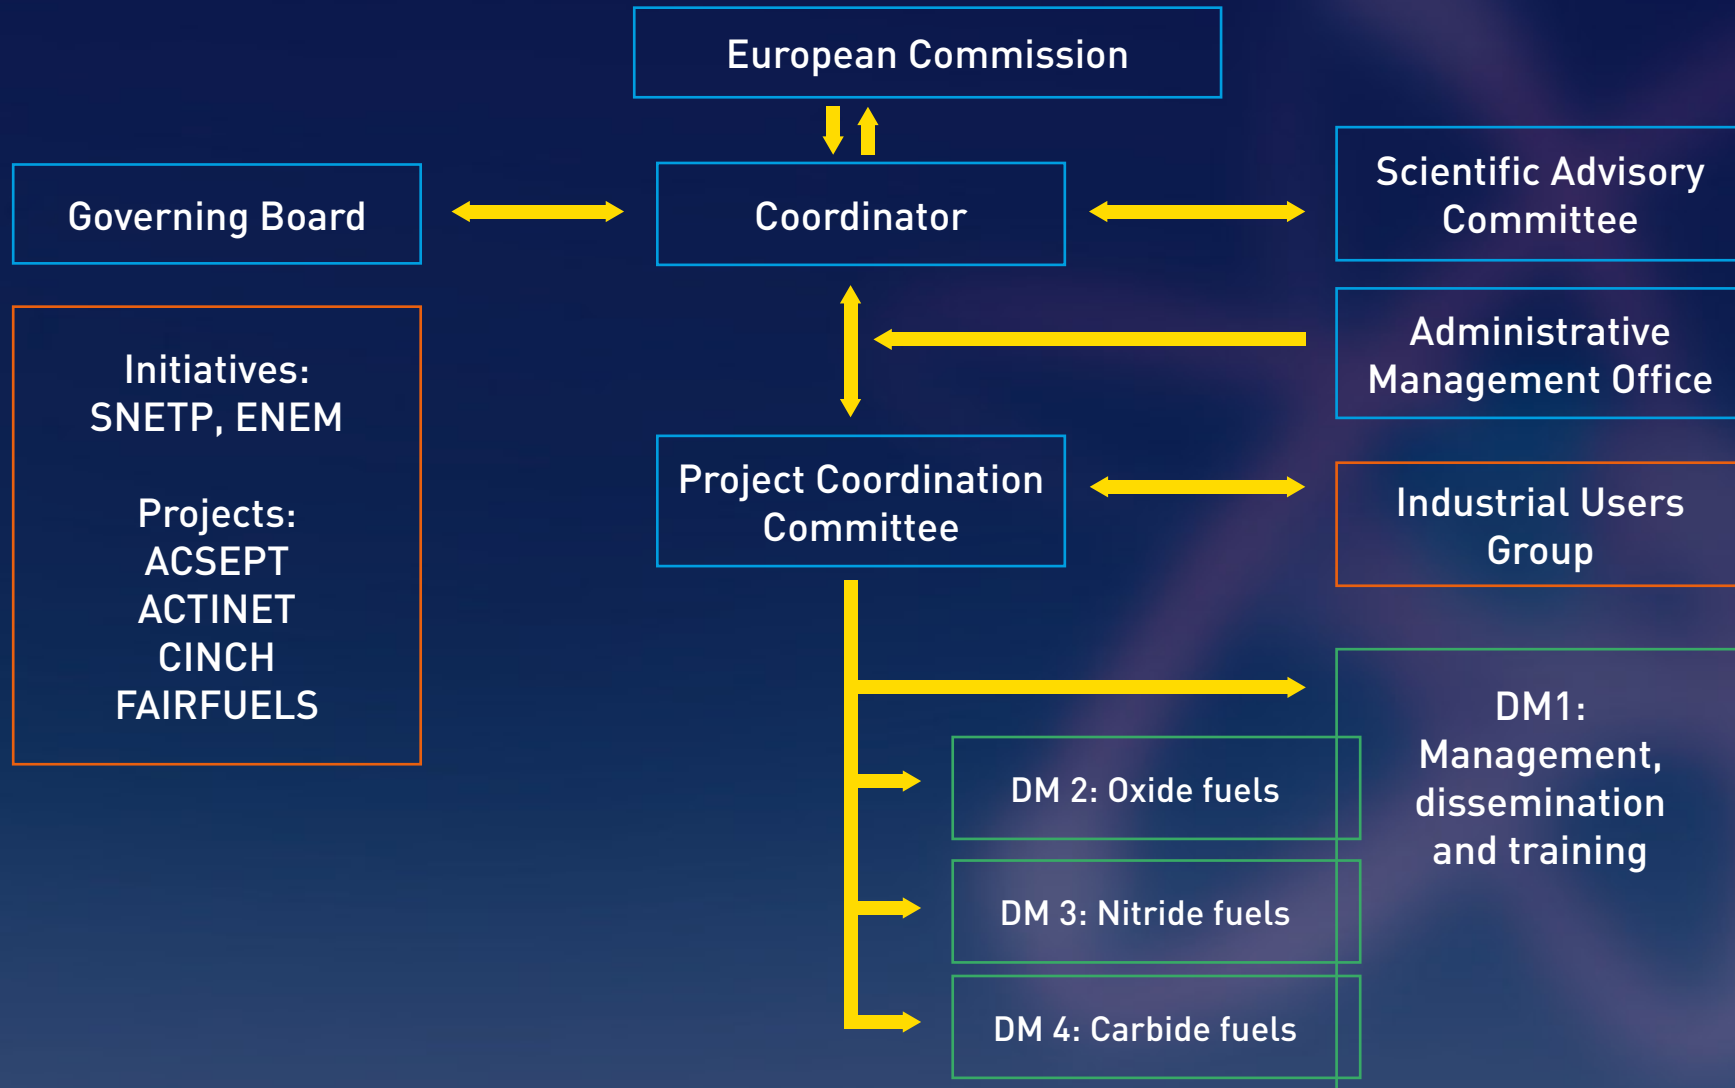 European Commission
Governing Board
Coordinator
Scientific Advisory
Committee
Initiatives:
SNETP, ENEM
Projects:
ACSEPT
ACTINET
CINCH
FAIRFUELS
Administrative
Management Office
Project Coordination
Committee
Industrial Users
Group
DM1:
Management,
dissemination
and training
DM 2: Oxide fuels
DM 3: Nitride fuels
DM 4: Carbide fuels